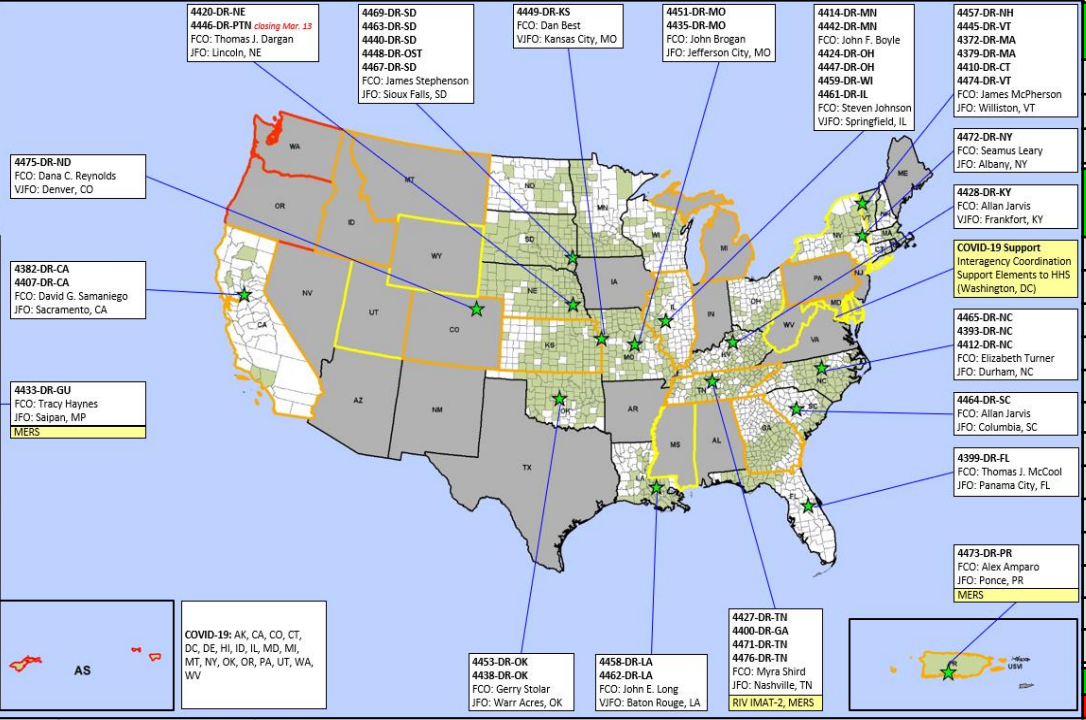 4420-DR-NE
4446-DR-PTN closing Mar. 13
FCO: Thomas J. Dargan
JFO: Lincoln, NE
4469-DR-SD
4463-DR-SD
4440-DR-SD
4448-DR-OST
4467-DR-SD
FCO: James Stephenson
JFO: Sioux Falls, SD
4449-DR-KS
FCO: Dan Best
VJFO: Kansas City, MO
4451-DR-MO
4435-DR-MO
FCO: John Brogan
JFO: Jefferson City, MO
4414-DR-MN
4442-DR-MN
FCO: John F. Boyle
4424-DR-OH
4447-DR-OH
4459-DR-WI
4461-DR-IL
FCO: Steven Johnson
VJFO: Springfield, IL
4457-DR-NH
4445-DR-VT
4372-DR-MA
4379-DR-MA
4410-DR-CT
4474-DR-VT
FCO: James McPherson
JFO: Williston, VT
4472-DR-NY
FCO: Seamus Leary
JFO: Albany, NY
4428-DR-KY
FCO: Allan Jarvis
VJFO: Frankfort, KY
COVID-19 Support
Interagency Coordination
Support Elements to HHS
(Washington, DC)
4465-DR-NC
4393-DR-NC
4412-DR-NC
FCO: Elizabeth Turner
JFO: Durham, NC
4464-DR-SC
FCO: Allan Jarvis
JFO: Columbia, SC
4399-DR-FL
FCO: Thomas J. McCool
JFO: Panama City, FL
4473-DR-PR
FCO: Alex Amparo
JFO: Ponce, PR
MERS
4475-DR-ND
FCO: Dana C. Reynolds
VJFO: Denver, CO
4382-DR-CA
4407-DR-CA
FCO: David G. Samaniego
JFO: Sacramento, CA
4433-DR-GU
FCO: Tracy Haynes
JFO: Saipan, MP
MERS
WA
OR
ID
MT
WY
NV
UT
CA
AZ
CO
NM
ND
SD
NE
KS
OK
TX
MN
IA
MO
AR
LA
WI
IL
MI
IN
OH
KY
TN
MS
AL
GA
FL
SC
NC
VA
WV
MD
PA
NJ
NY
CT
MA
NH
ME
AS
COVID-19: AK, CA, CO, CT,
DC, DE, HI, ID, IL, MD, MI,
MT, NY, OK, OR, PA, UT, WA,
WV
4453-DR-OK
4438-DR-OK
FCO: Gerry Stolar
JFO: Warr Acres, OK
4458-DR-LA
4462-DR-LA
FCO: John E. Long
VJFO: Baton Rouge, LA
4427-DR-TN
4400-DR-GA
4471-DR-TN
4476-DR-TN
FCO: Myra Shird
JFO: Nashville, TN
RIV IMAT-2, MERS
PR
USVI